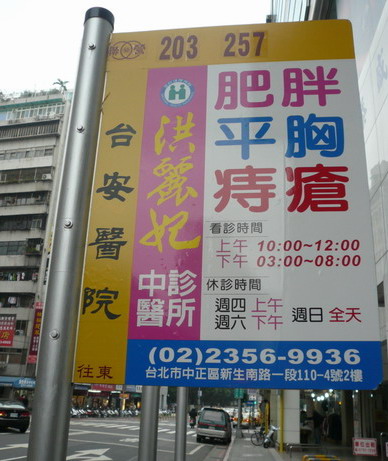 聯營 203 257
台安醫院
往東
洪麗妃
中醫診所
肥胖
平胸
痔瘡
看診時間
上午 10:00~12:00
下午 03:00~08:00
休診時間
週四 上午
週六 下午
週日 全天
(02)2356-9936
台北市中正區新生南路一段110-4號2樓